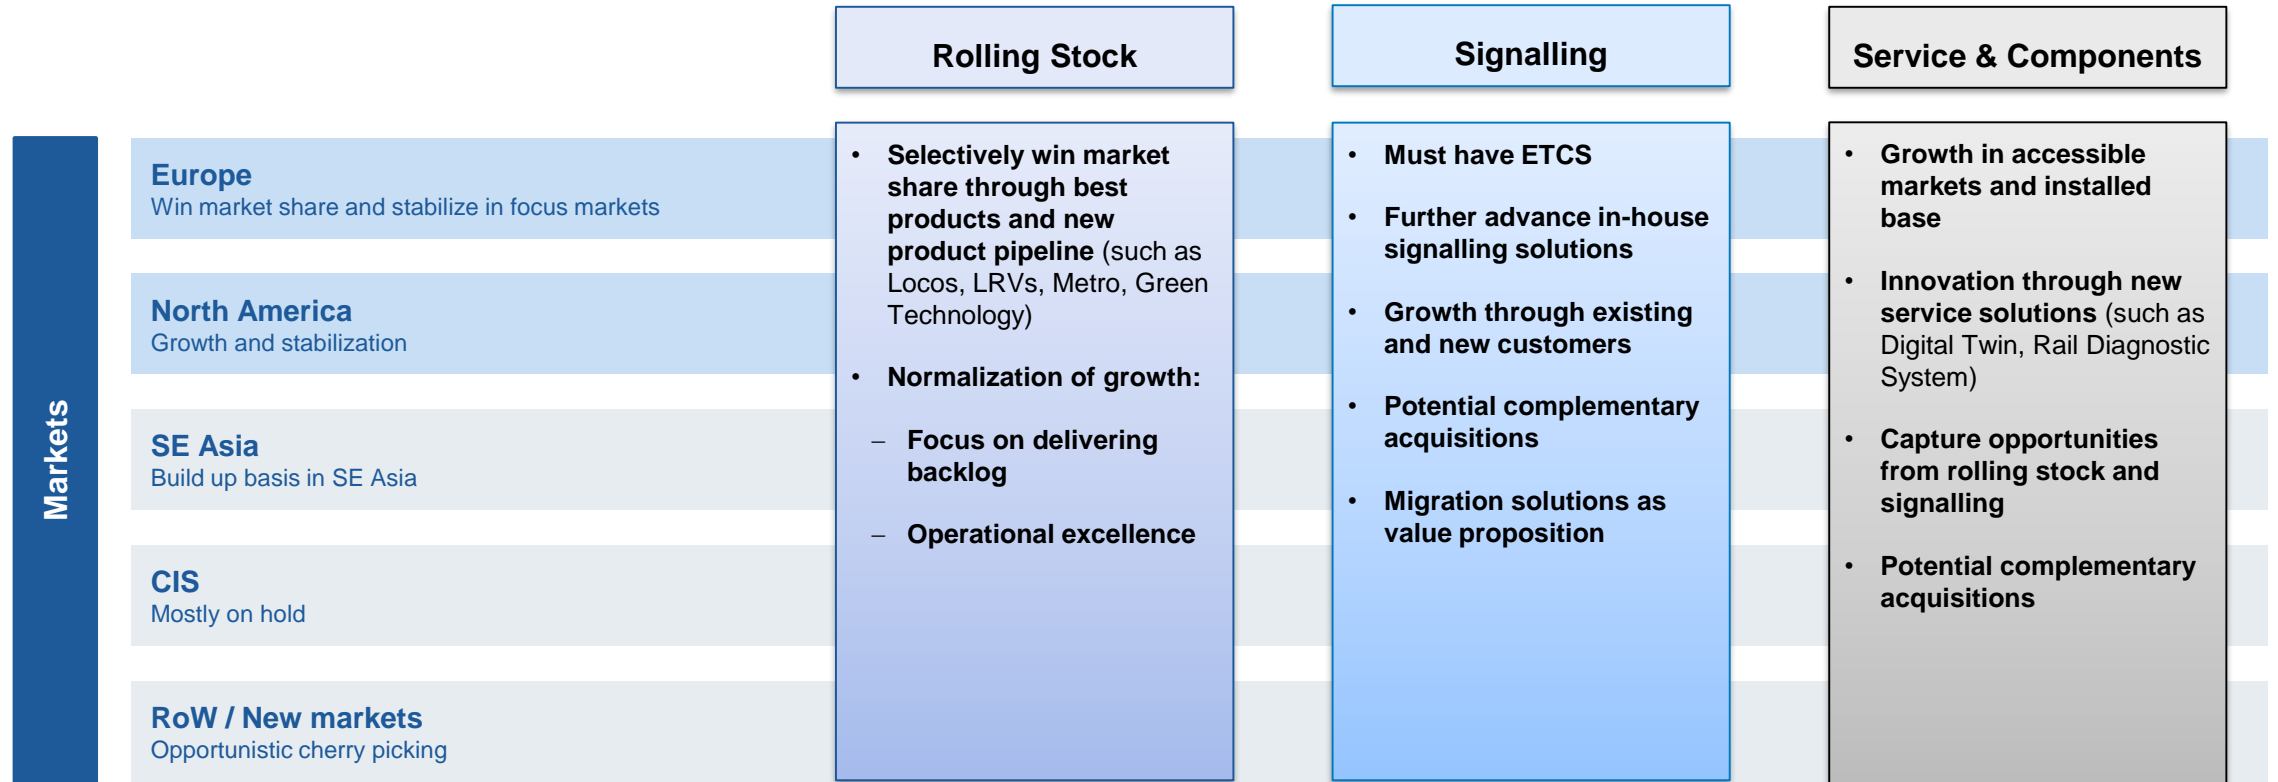 Rolling Stock
Signalling
Service & Components
Markets
Europe
Win market share and stabilize in focus markets
North America
Growth and stabilization
SE Asia
Build up basis in SE Asia
CIS
Mostly on hold
RoW / New markets
Opportunistic cherry picking
• Selectively win market
share through best
products and new
product pipeline (such as
Locos, LRVs, Metro, Green
Technology)
• Normalization of growth:
– Focus on delivering
backlog
– Operational excellence
• Must have ETCS
• Further advance in-house
signalling solutions
• Growth through existing
and new customers
• Potential complementary
acquisitions
• Migration solutions as
value proposition
• Growth in accessible
markets and installed
base
• Innovation through new
service solutions (such as
Digital Twin, Rail Diagnostic
System)
• Capture opportunities
from rolling stock and
signalling
• Potential complementary
acquisitions